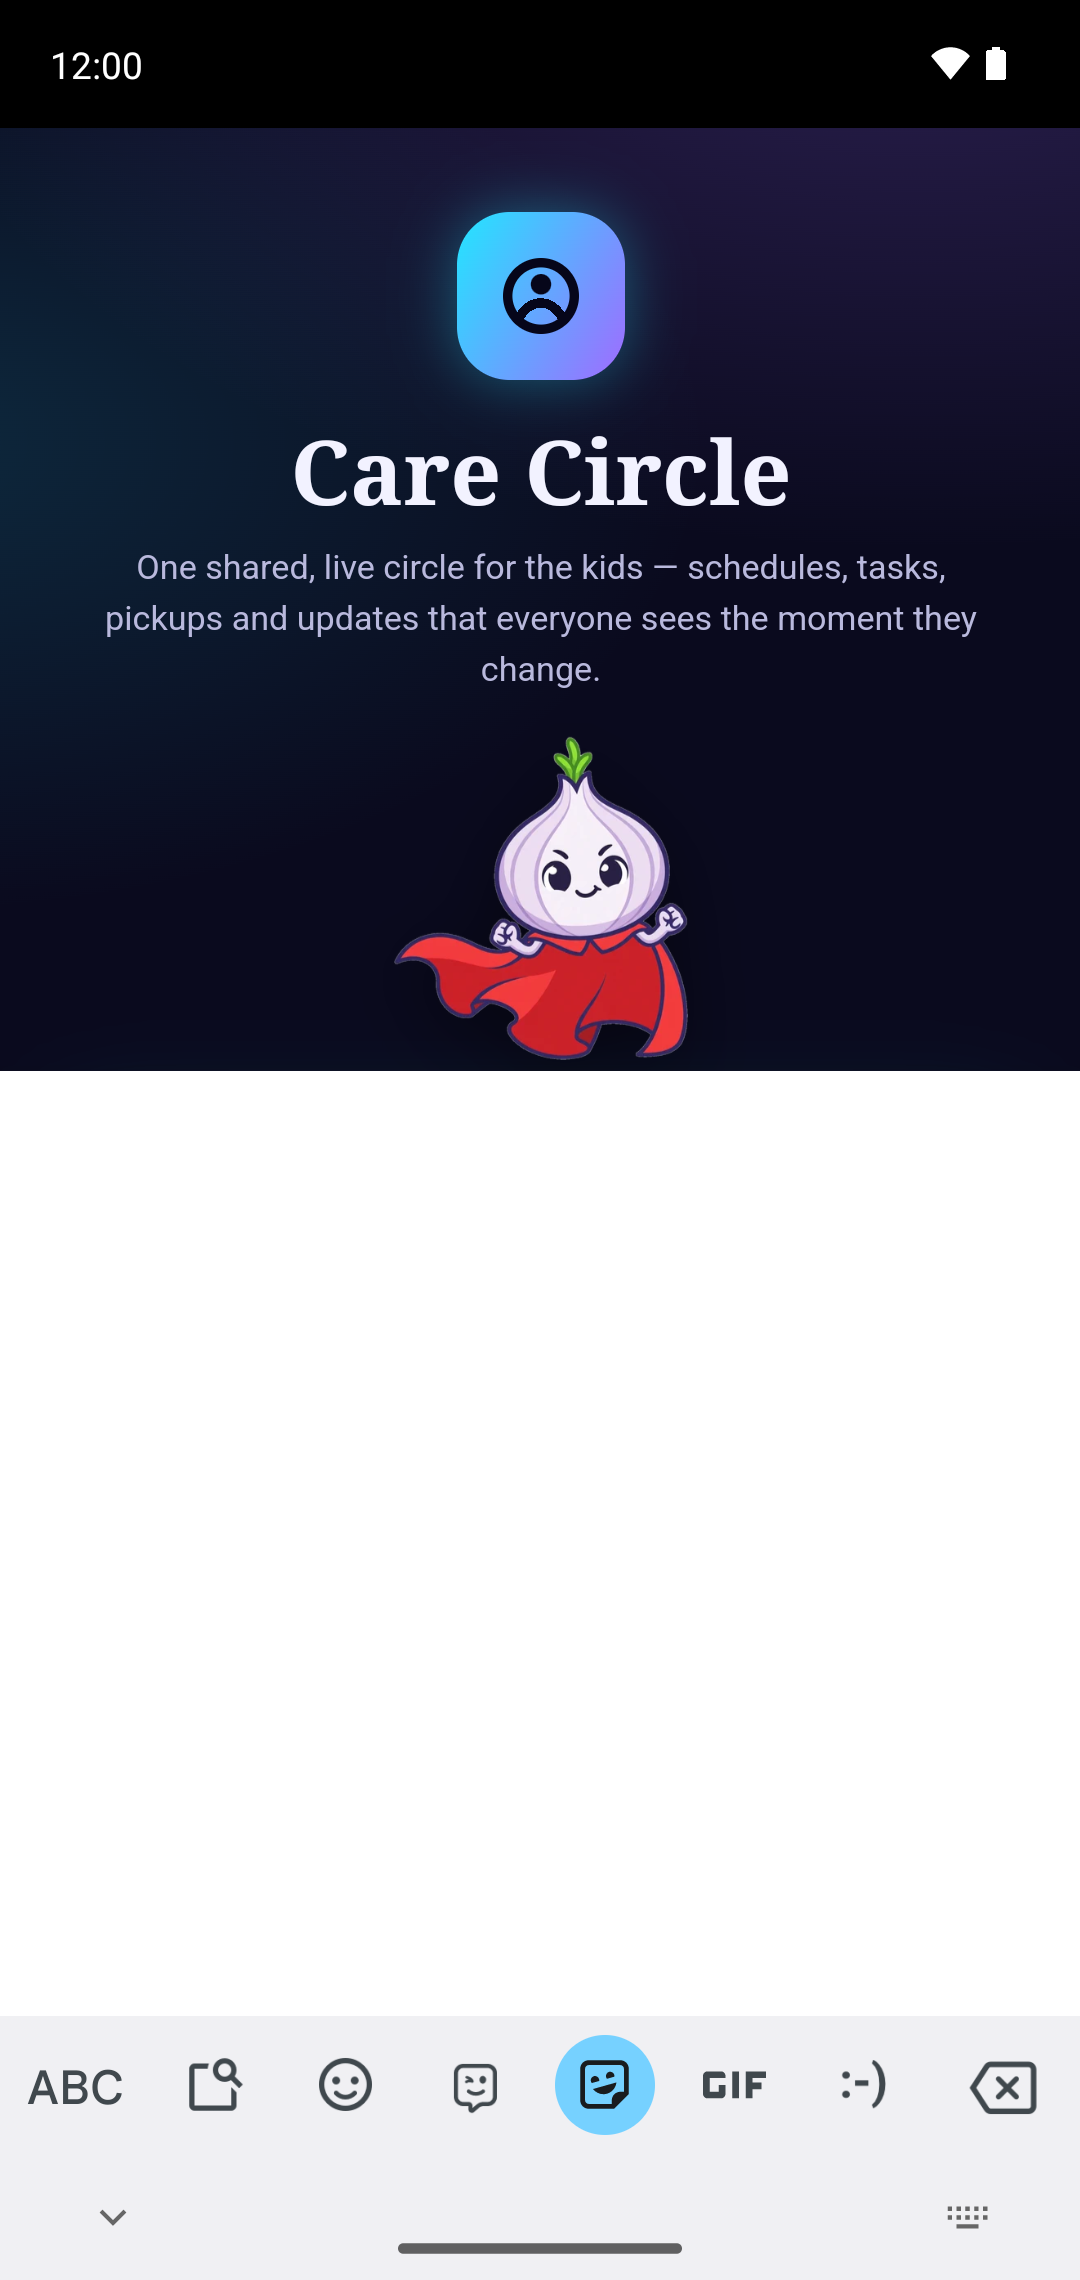 12:00
Care Circle
One shared, live circle for the kids — schedules, tasks,
pickups and updates that everyone sees the moment they
change.
ABC
GIF
:-)